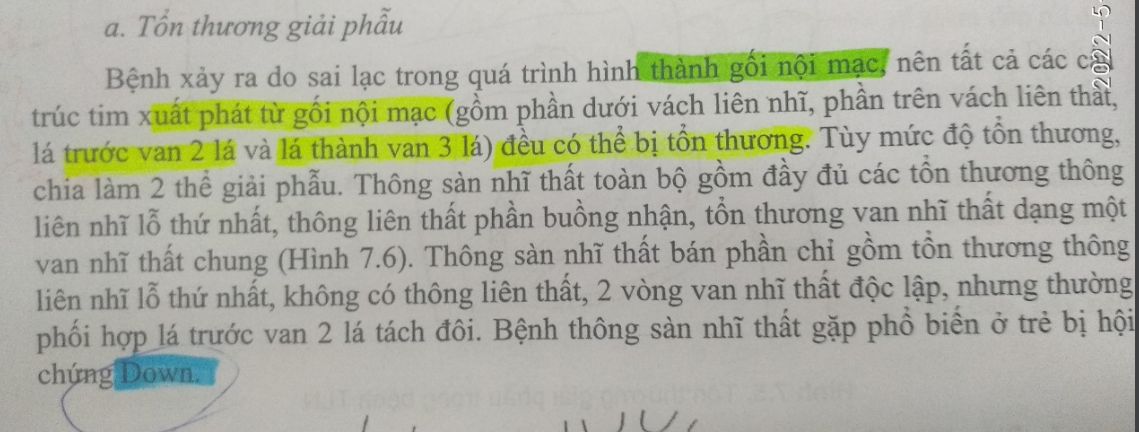 a. Tổn thương giải phẫu
Bệnh xảy ra do sai lạc trong quá trình hình thành gối nội mạc, nên tất cả các cấu
trúc tim xuất phát từ gối nội mạc (gồm phần dưới vách liên nhĩ, phần trên vách liên thất,
lá trước van 2 lá và lá thành van 3 lá) đều có thể bị tổn thương. Tùy mức độ tổn thương,
chia làm 2 thể giải phẫu. Thông sàn nhĩ thất toàn bộ gồm đầy đủ các tổn thương thông
liên nhĩ lỗ thứ nhất, thông liên thất phần buồng nhận, tổn thương van nhĩ thất dạng một
van nhĩ thất chung (Hình 7.6). Thông sàn nhĩ thất bán phần chỉ gồm tổn thương thông
liên nhĩ lỗ thứ nhất, không có thông liên thất, 2 vòng van nhĩ thất độc lập, nhưng thường
phối hợp lá trước van 2 lá tách đôi. Bệnh thông sàn nhĩ thất gặp phổ biến ở trẻ bị hội
chứng Down.
2022-5